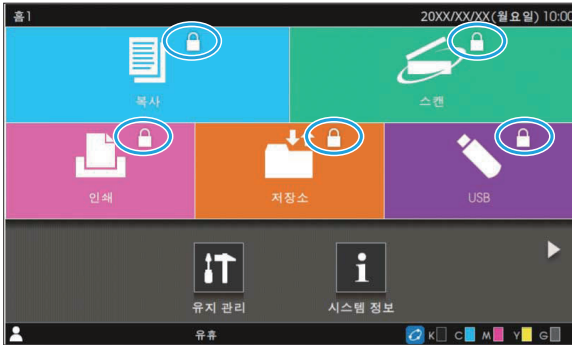 홈1 20XX/XX/XX(월요일) 10:00
복사 스캔
인쇄 저장소 USB
유지 관리 시스템 정보
유휴 K C M Y G